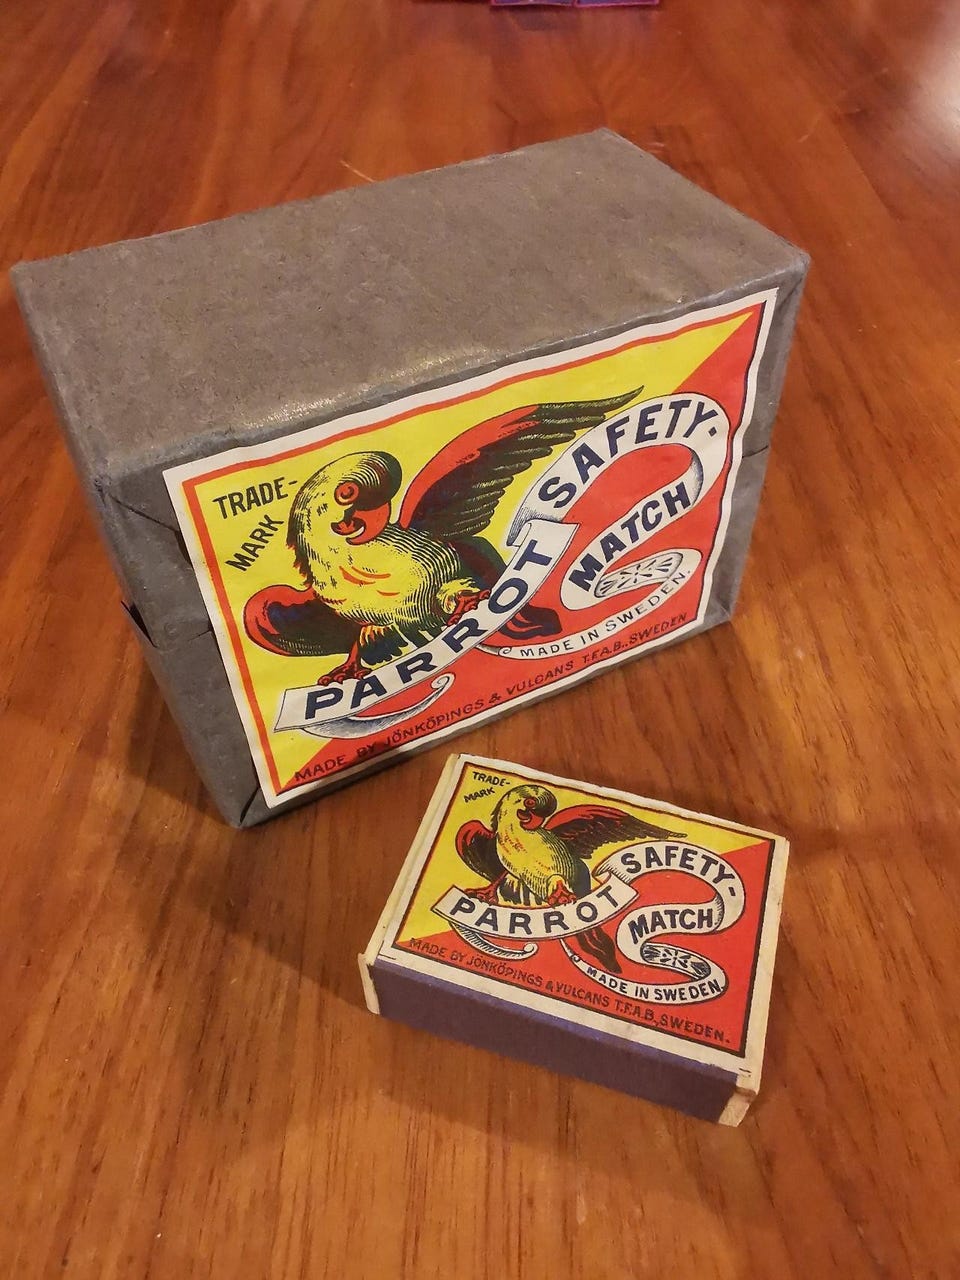 TRADE-
MARK
SAFETY-
MATCH
PARROT
MADE IN SWEDEN.
MADE BY JÖNKÖPINGS & VULCANS T.F.A.B., SWEDEN
TRADE-
MARK
SAFETY-
MATCH
PARROT
MADE IN SWEDEN.
MADE BY JÖNKÖPINGS & VULCANS T.F.A.B., SWEDEN.